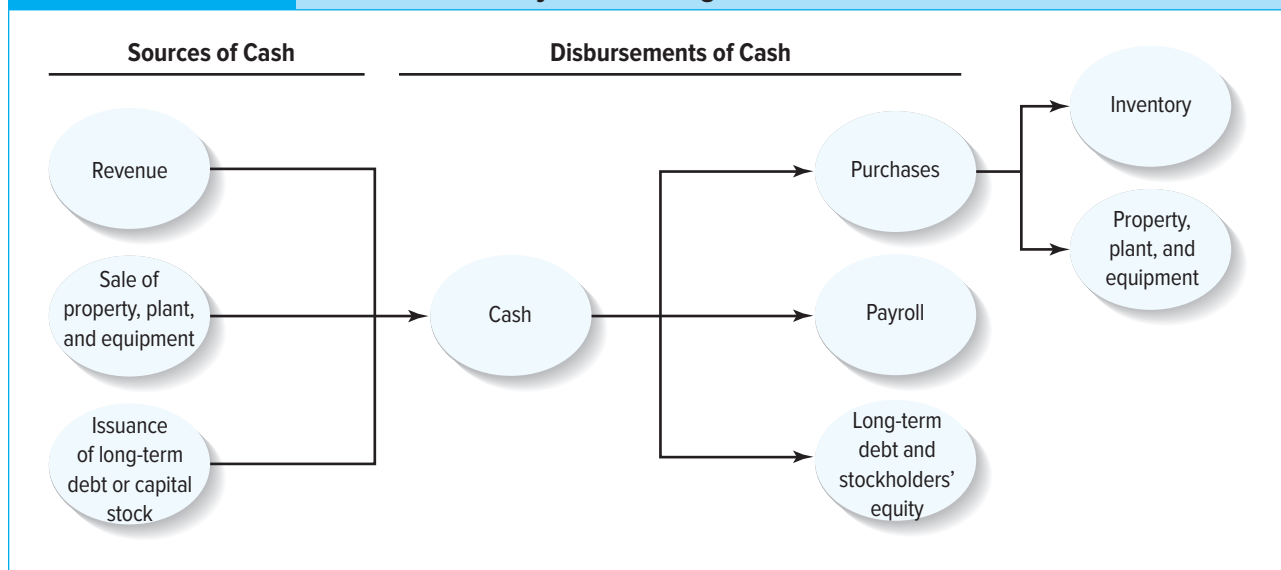 Sources of Cash
Disbursements of Cash
Revenue
Sale of
property, plant,
and equipment
Issuance
of long-term
debt or capital
stock
Cash
Purchases
Payroll
Long-term
debt and
stockholders’
equity
Inventory
Property,
plant, and
equipment